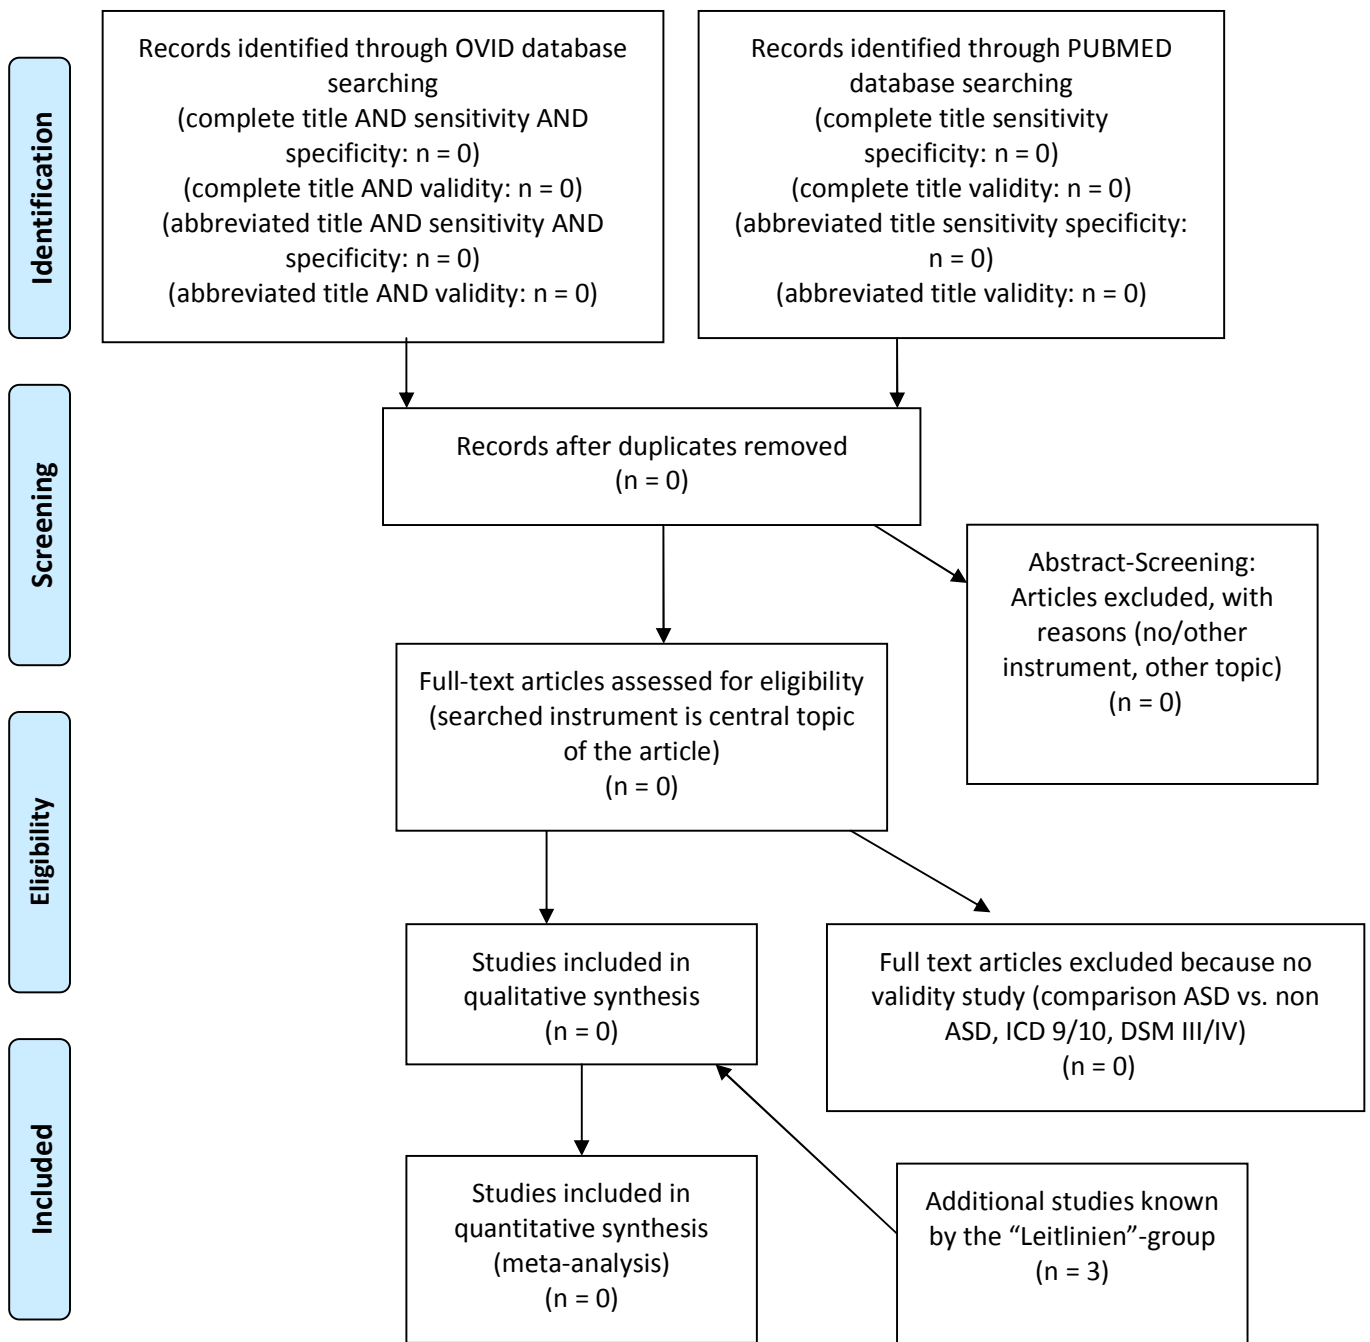 Identification
Records identified through OVID database
searching
(complete title AND sensitivity AND
specificity: n = 0)
(complete title AND validity: n = 0)
(abbreviated title AND sensitivity AND
specificity: n = 0)
(abbreviated title AND validity: n = 0)
Records identified through PUBMED
database searching
(complete title sensitivity
specificity: n = 0)
(complete title validity: n = 0)
(abbreviated title sensitivity specificity:
n = 0)
(abbreviated title validity: n = 0)
Screening
Records after duplicates removed
(n = 0)
Abstract-Screening:
Articles excluded, with
reasons (no/other
instrument, other topic)
(n = 0)
Eligibility
Full-text articles assessed for eligibility
(searched instrument is central topic
of the article)
(n = 0)
Studies included in
qualitative synthesis
(n = 0)
Full text articles excluded because no
validity study (comparison ASD vs. non
ASD, ICD 9/10, DSM III/IV)
(n = 0)
Included
Studies included in
quantitative synthesis
(meta-analysis)
(n = 0)
Additional studies known
by the “Leitlinien”-group
(n = 3)